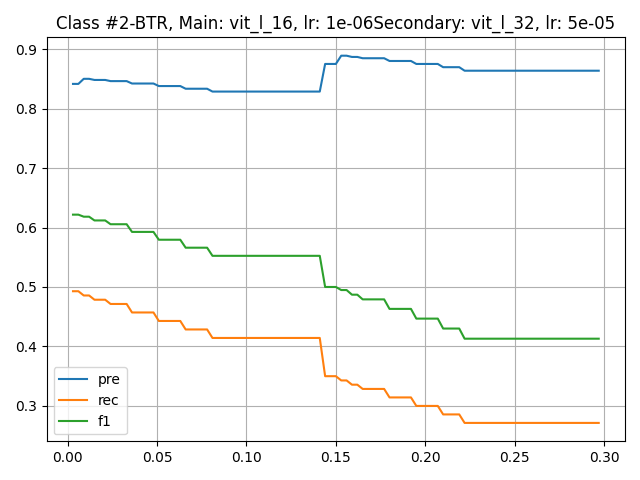 Class #2-BTR, Main: vit_l_16, lr: 1e-06Secondary: vit_l_32, lr: 5e-05
0.9
0.8
0.7
0.6
0.5
0.4
0.3
pre
rec
f1
0.00 0.05 0.10 0.15 0.20 0.25 0.30